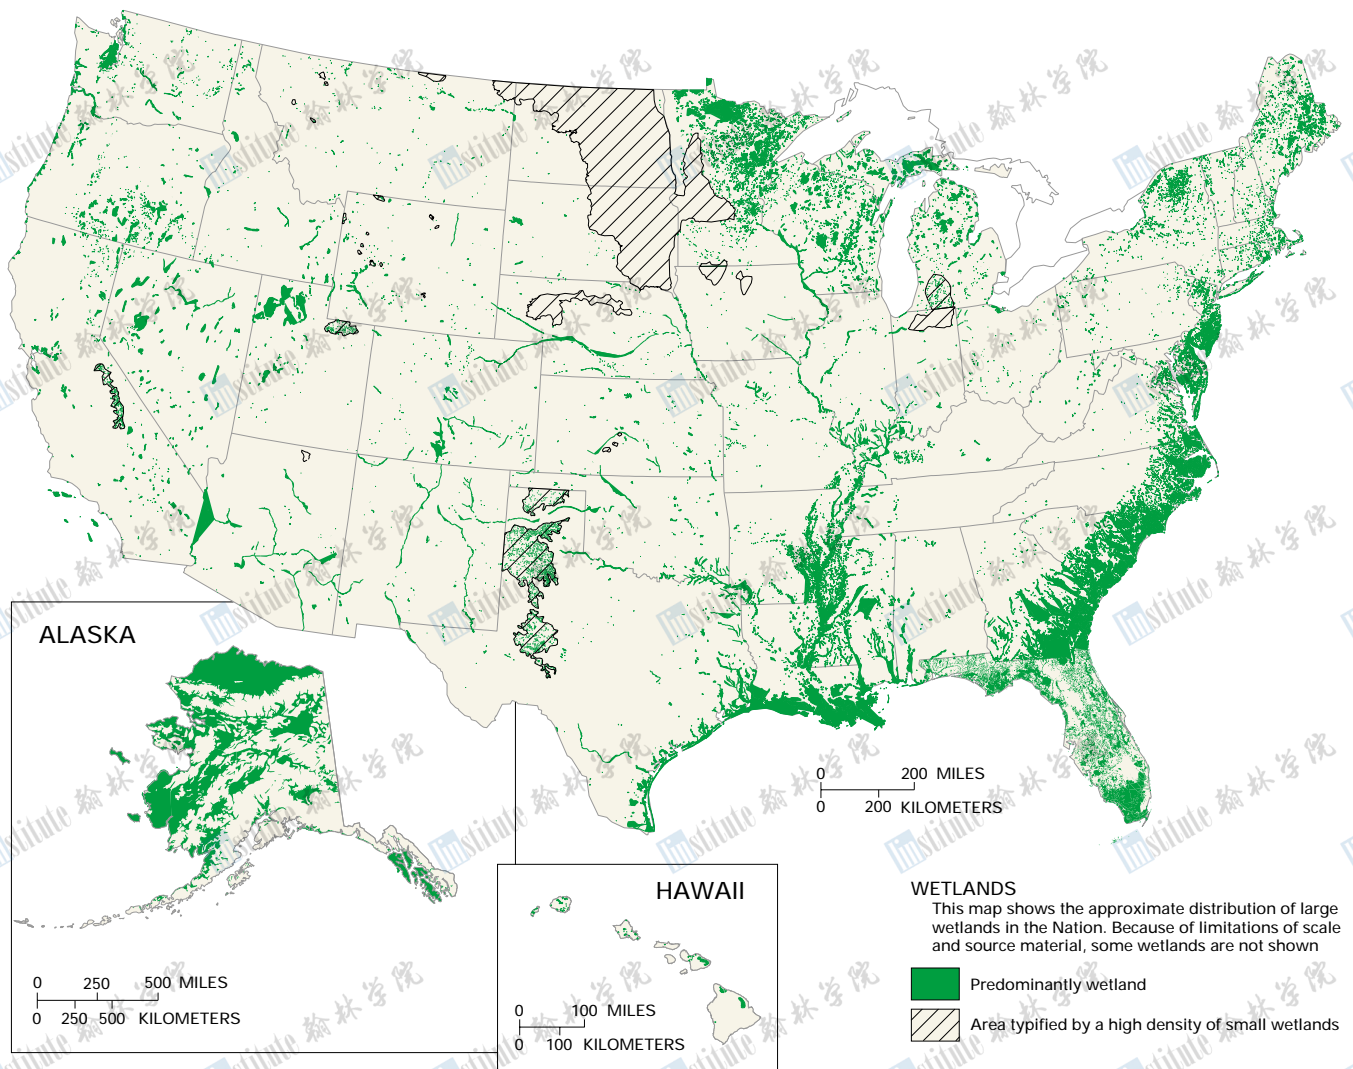 ALASKA
0 250 500 MILES
0 250 500 KILOMETERS
HAWAII
0 100 MILES
0 100 KILOMETERS
0 200 MILES
0 200 KILOMETERS
WETLANDS
This map shows the approximate distribution of large
wetlands in the Nation. Because of limitations of scale
and source material, some wetlands are not shown
Predominantly wetland
Area typified by a high density of small wetlands